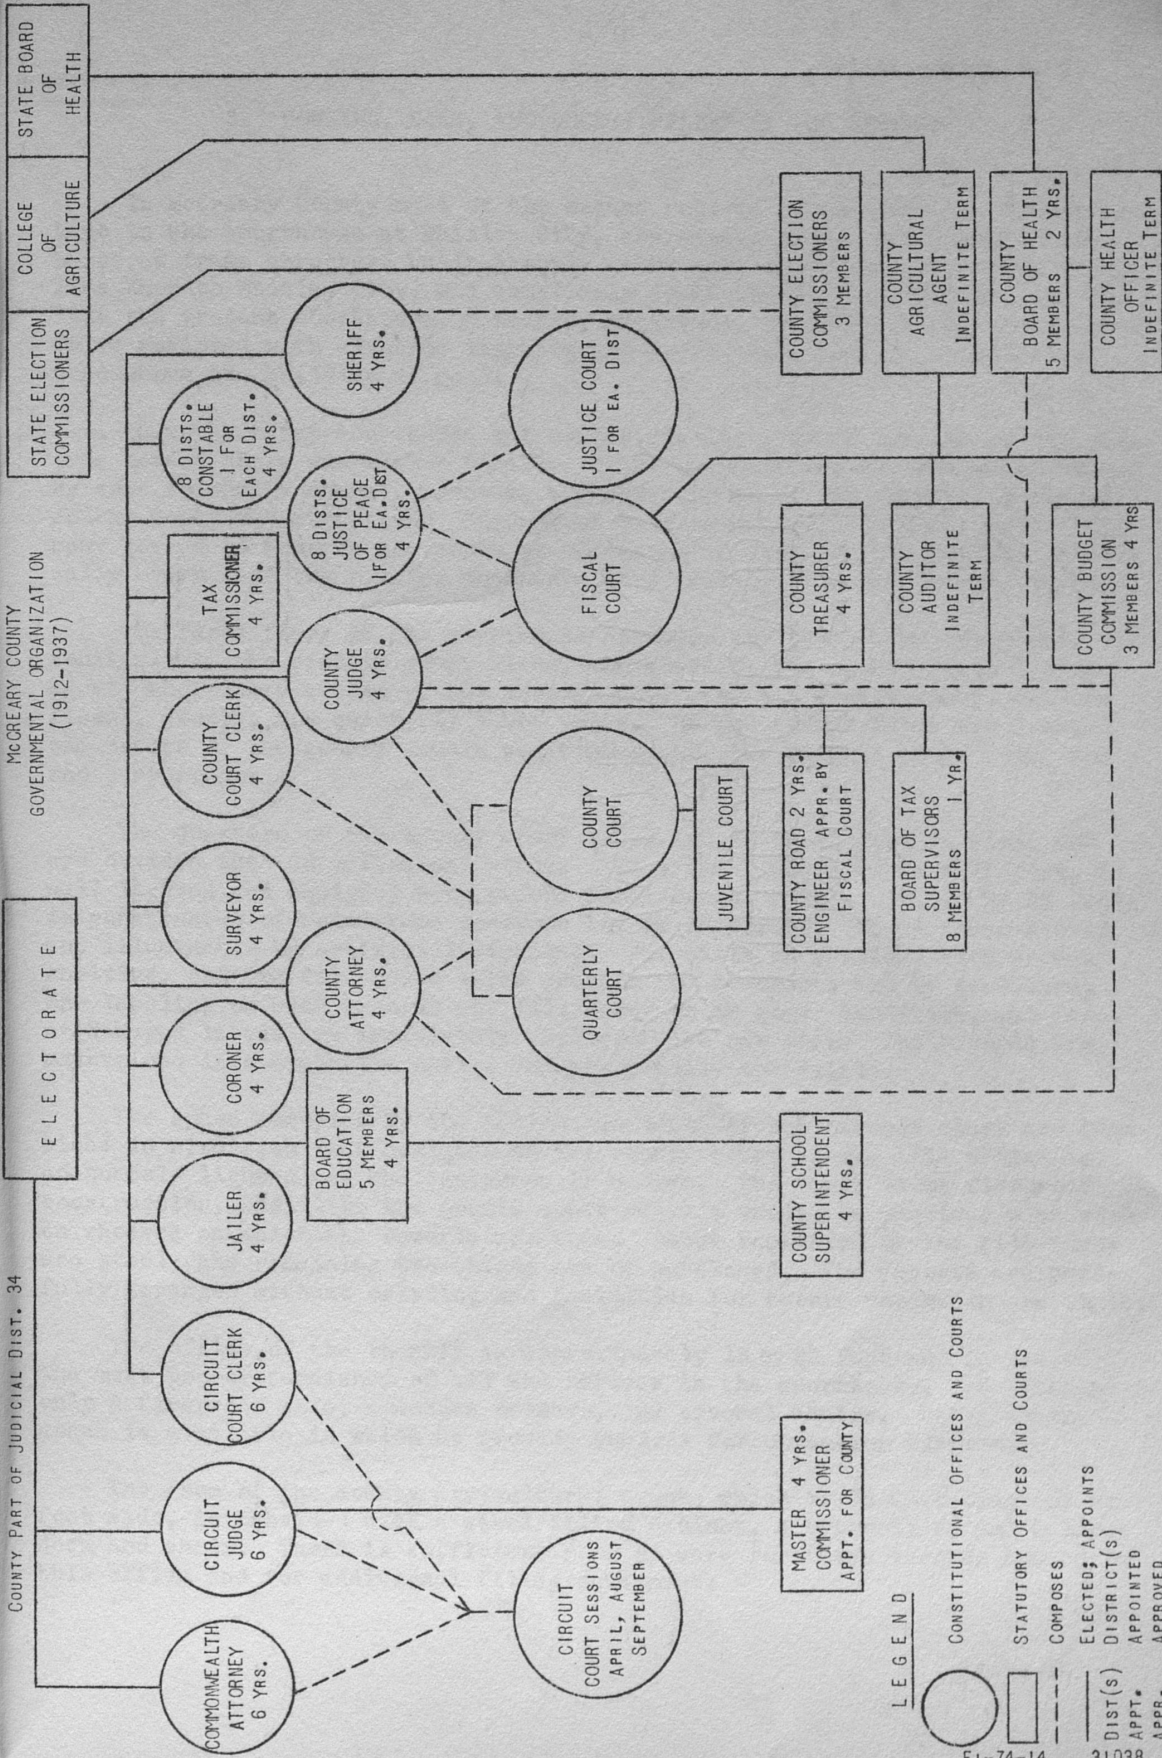 McCREARY COUNTY
GOVERNMENTAL ORGANIZATION
(1912-1937)
COUNTY PART OF JUDICIAL DIST. 34
ELECTORATE
STATE ELECTION
COMMISSIONERS
COLLEGE
OF
AGRICULTURE
STATE BOARD
OF
HEALTH
COMMONWEALTH
ATTORNEY
6 YRS.
CIRCUIT
JUDGE
6 YRS.
CIRCUIT
COURT CLERK
6 YRS.
JAILER
4 YRS.
CORONER
4 YRS.
SURVEYOR
4 YRS.
COUNTY
COURT CLERK
4 YRS.
TAX
COMMISSIONER
4 YRS.
8 DISTS.
CONSTABLE
1 FOR
EACH DIST.
4 YRS.
BOARD OF
EDUCATION
5 MEMBERS
4 YRS.
COUNTY
ATTORNEY
4 YRS.
COUNTY
JUDGE
4 YRS.
8 DISTS.
JUSTICE
OF PEACE
1 FOR EA.DIST
4 YRS.
SHERIFF
4 YRS.
CIRCUIT
COURT SESSIONS
APRIL, AUGUST
SEPTEMBER
QUARTERLY
COURT
COUNTY
COURT
FISCAL
COURT
JUSTICE COURT
1 FOR EA. DIST
JUVENILE COURT
MASTER 4 YRS.
COMMISSIONER
APPT. FOR COUNTY
COUNTY SCHOOL
SUPERINTENDENT
4 YRS.
COUNTY ROAD 2 YRS.
ENGINEER APPR. BY
FISCAL COURT
COUNTY
TREASURER
4 YRS.
COUNTY ELECTION
COMMISSIONERS
3 MEMBERS
BOARD OF TAX
SUPERVISORS
8 MEMBERS 1 YR.
COUNTY
AUDITOR
INDEFINITE
TERM
COUNTY
AGRICULTURAL
AGENT
INDEFINITE TERM
COUNTY
BOARD OF HEALTH
5 MEMBERS 2 YRS.
COUNTY BUDGET
COMMISSION
3 MEMBERS 4 YRS
COUNTY HEALTH
OFFICER
INDEFINITE TERM
LEGEND
CONSTITUTIONAL OFFICES AND COURTS
STATUTORY OFFICES AND COURTS
COMPOSES
ELECTED; APPOINTS
DIST(S) DISTRICT(S)
APPT. APPOINTED
APPR. APPROVED
31038